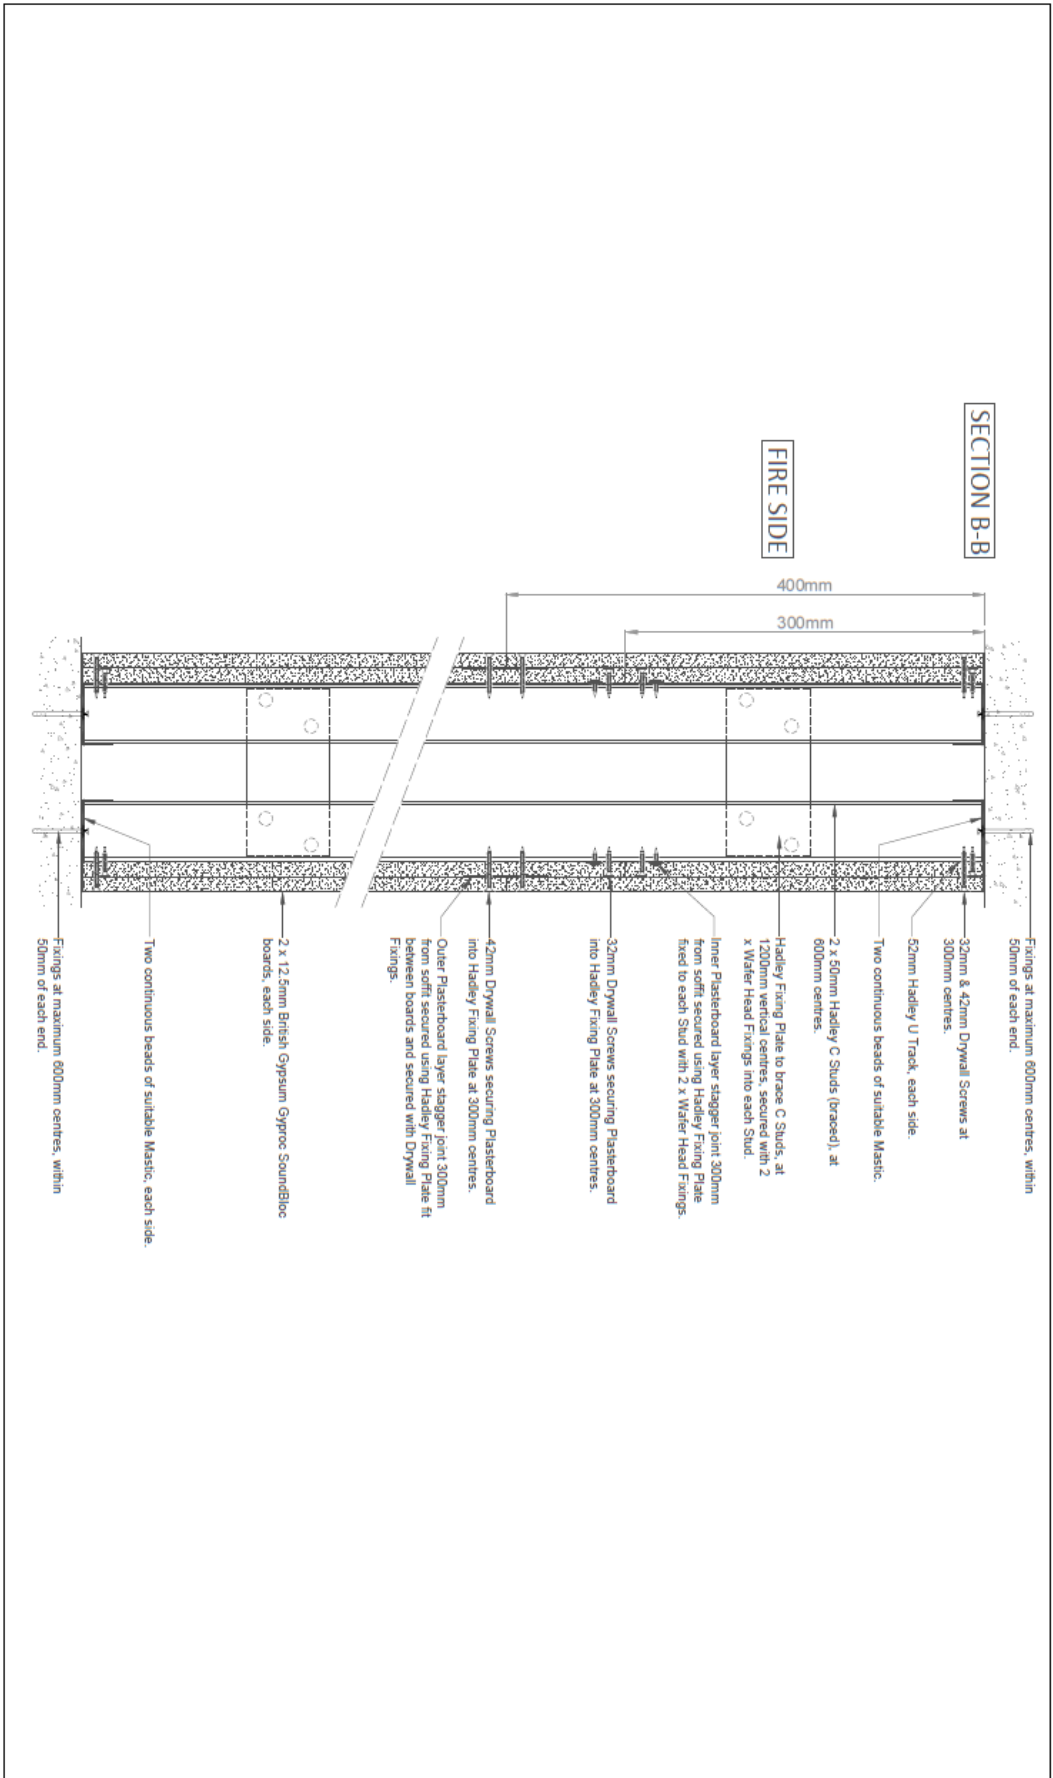 SECTION B-B
FIRE SIDE
400mm
300mm
Fixings at maximum 600mm centres, within
50mm of each end.
32mm & 42mm Drywall Screws at
300mm centres.
52mm Hadley U Track, each side.
Two continuous beads of suitable Mastic.
2 x 50mm Hadley C Studs (braced), at
600mm centres.
Hadley Fixing Plate to brace C Studs, at
1200mm vertical centres, secured with 2
x Wafer Head Fixings into each Stud.
Inner Plasterboard layer stagger joint 300mm
from soffit secured using Hadley Fixing Plate
fixed to each Stud with 2 x Wafer Head Fixings.
32mm Drywall Screws securing Plasterboard
into Hadley Fixing Plate at 300mm centres.
42mm Drywall Screws securing Plasterboard
into Hadley Fixing Plate at 300mm centres.
Outer Plasterboard layer stagger joint 300mm
from soffit secured using Hadley Fixing Plate fit
between boards and secured with Drywall
Fixings.
2 x 12.5mm British Gypsum Gyproc SoundBloc
boards, each side.
Two continuous beads of suitable Mastic, each side.
Fixings at maximum 600mm centres, within
50mm of each end.